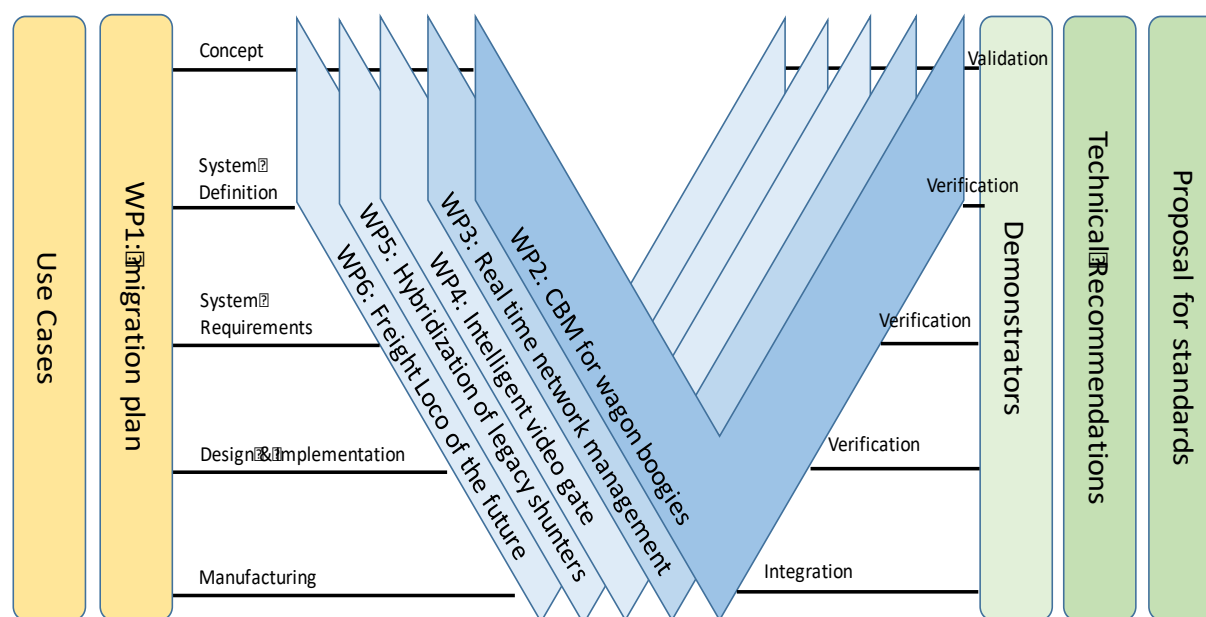 Use Cases
WP1: migration plan
Concept
System
Definition
System
Requirements
Design & Implementation
Manufacturing
WP6: Freight Loco of the future
WP5: Hybridization of legacy shunters
WP4: Intelligent video gate
WP3: Real time network management
WP2: CBM for wagon boogies
Validation
Verification
Verification
Verification
Integration
Demonstrators
Technical Recommendations
Proposal for standards